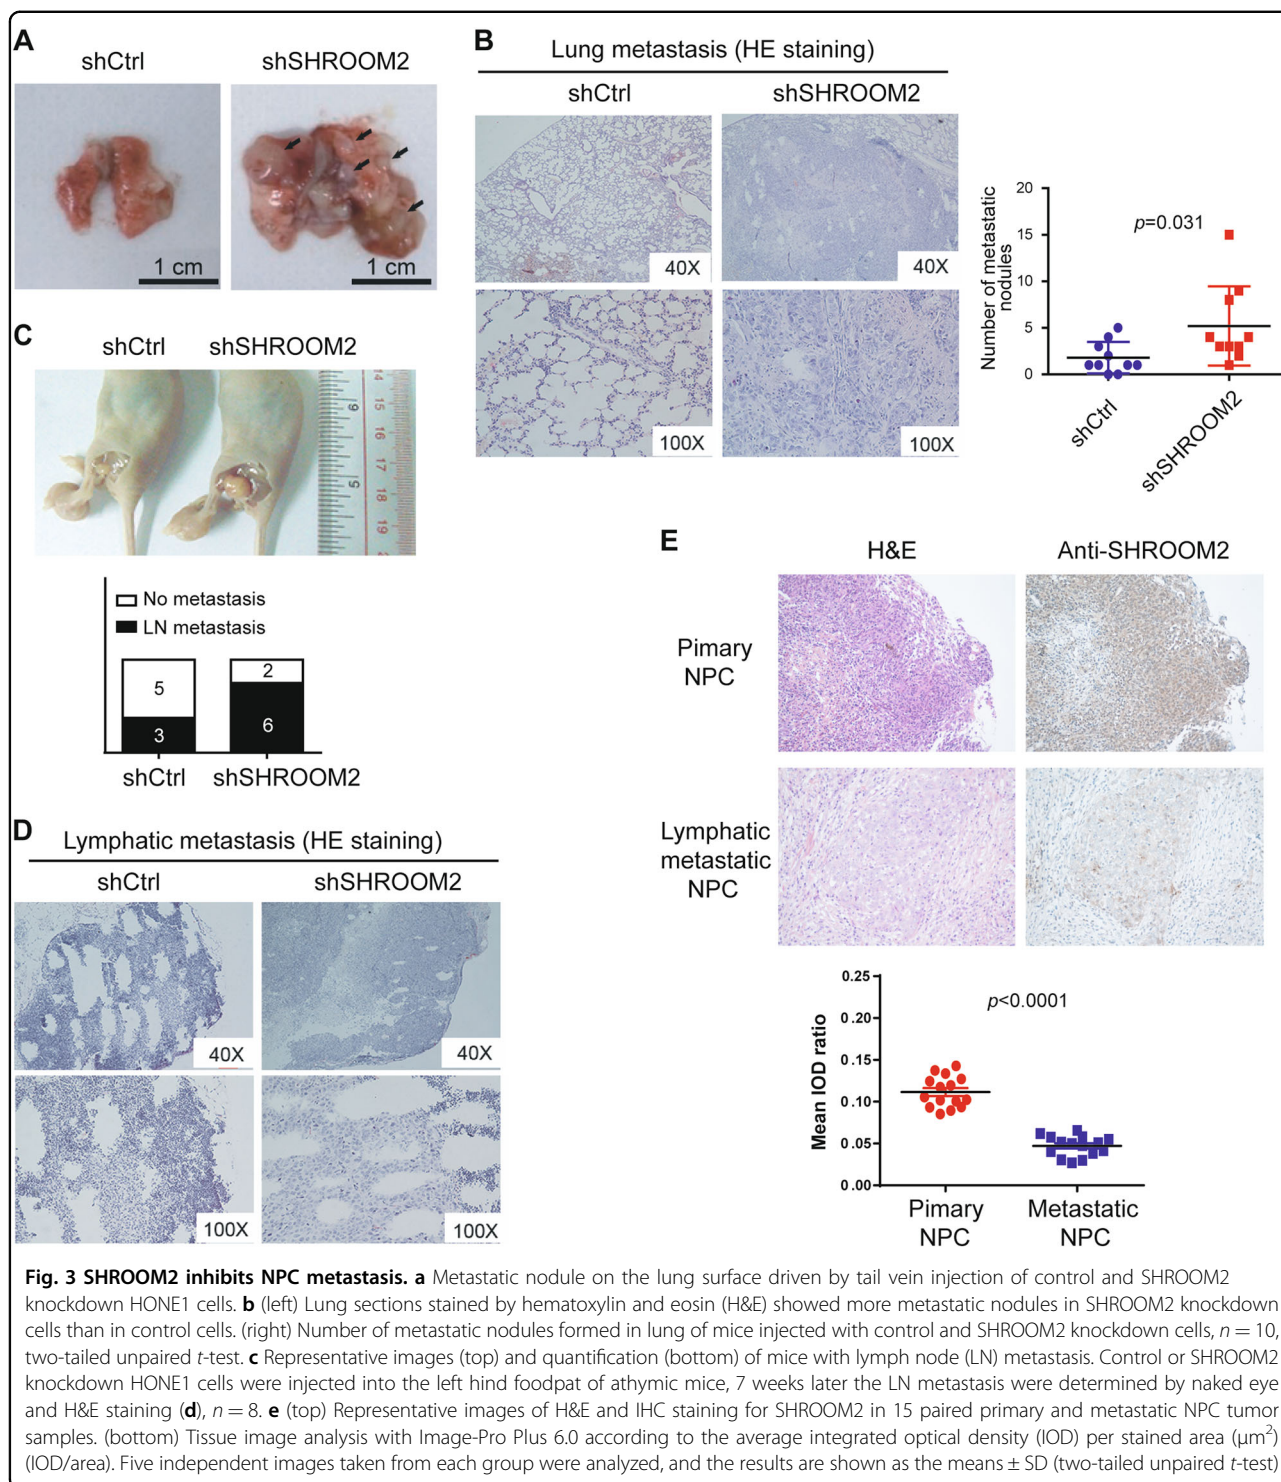 A
shCtrl
shSHROOM2
1 cm
1 cm
B
Lung metastasis (HE staining)
shCtrl
shSHROOM2
40X
40X
100X
100X
Number of metastatic
nodules
20
15
10
5
0
p=0.031
shCtrl
shSHROOM2
C
shCtrl
shSHROOM2
14
15
16
17
18
19
6
5
No metastasis
LN metastasis
5
3
2
6
shCtrl
shSHROOM2
D
Lymphatic metastasis (HE staining)
shCtrl
shSHROOM2
40X
40X
100X
100X
E
H&E
Anti-SHROOM2
Pimary
NPC
Lymphatic
metastatic
NPC
Mean IOD ratio
0.25
0.20
0.15
0.10
0.05
0.00
p<0.0001
Pimary
NPC
Metastatic
NPC
Fig. 3 SHROOM2 inhibits NPC metastasis. a Metastatic nodule on the lung surface driven by tail vein injection of control and SHROOM2
knockdown HONE1 cells. b (left) Lung sections stained by hematoxylin and eosin (H&E) showed more metastatic nodules in SHROOM2 knockdown
cells than in control cells. (right) Number of metastatic nodules formed in lung of mice injected with control and SHROOM2 knockdown cells, n = 10,
two-tailed unpaired t-test. c Representative images (top) and quantification (bottom) of mice with lymph node (LN) metastasis. Control or SHROOM2
knockdown HONE1 cells were injected into the left hind foodpat of athymic mice, 7 weeks later the LN metastasis were determined by naked eye
and H&E staining (d), n = 8. e (top) Representative images of H&E and IHC staining for SHROOM2 in 15 paired primary and metastatic NPC tumor
samples. (bottom) Tissue image analysis with Image-Pro Plus 6.0 according to the average integrated optical density (IOD) per stained area (μm²)
(IOD/area). Five independent images taken from each group were analyzed, and the results are shown as the means ± SD (two-tailed unpaired t-test)